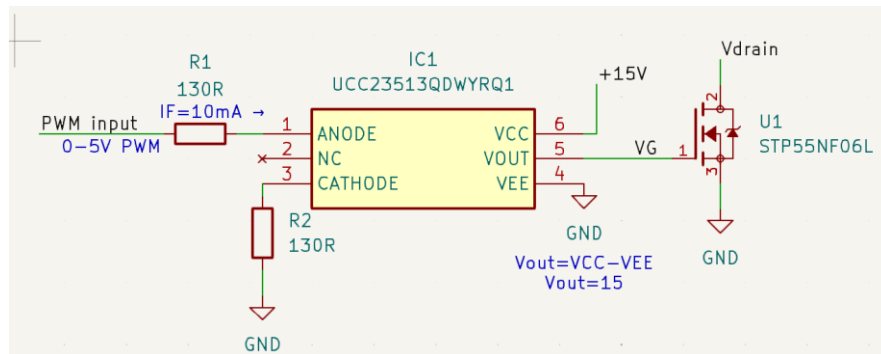 R1
130R
IF=10mA →
PWM input
0-5V PWM
IC1
UCC23513QDWYRQ1
1
2
3
ANODE
NC
CATHODE
VCC
VOUT
VEE
6
5
4
+15V
R2
130R
GND
GND
Vout=VCC-VEE
Vout=15
VG
Vdrain
1
2
3
U1
STP55NF06L
GND